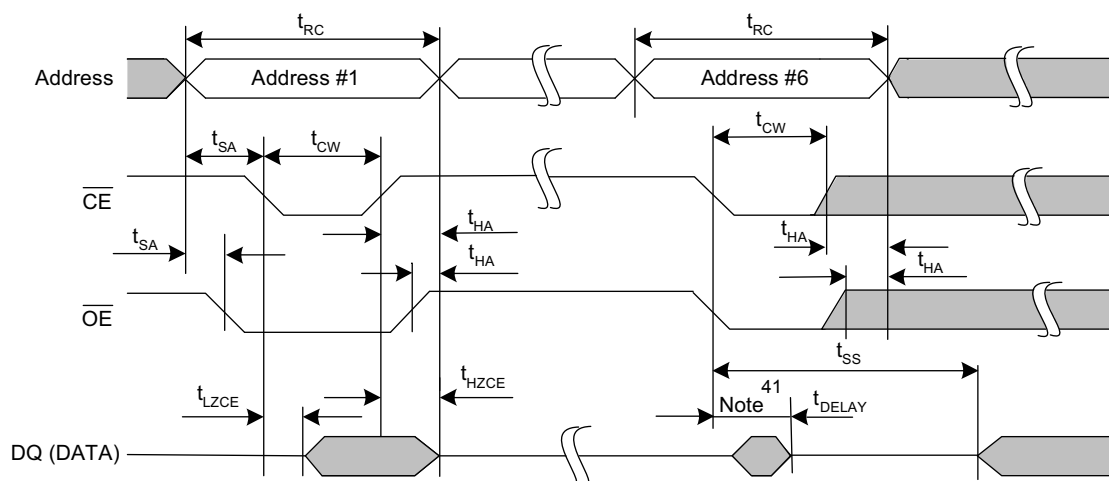 tRC
tRC
Address
Address #1
Address #6
tSA
tCW
tCW
CE
tHA
tHA
tSA
tHA
tHA
OE
tSS
tLZCE
tHZCE
Note 41
tDELAY
DQ (DATA)